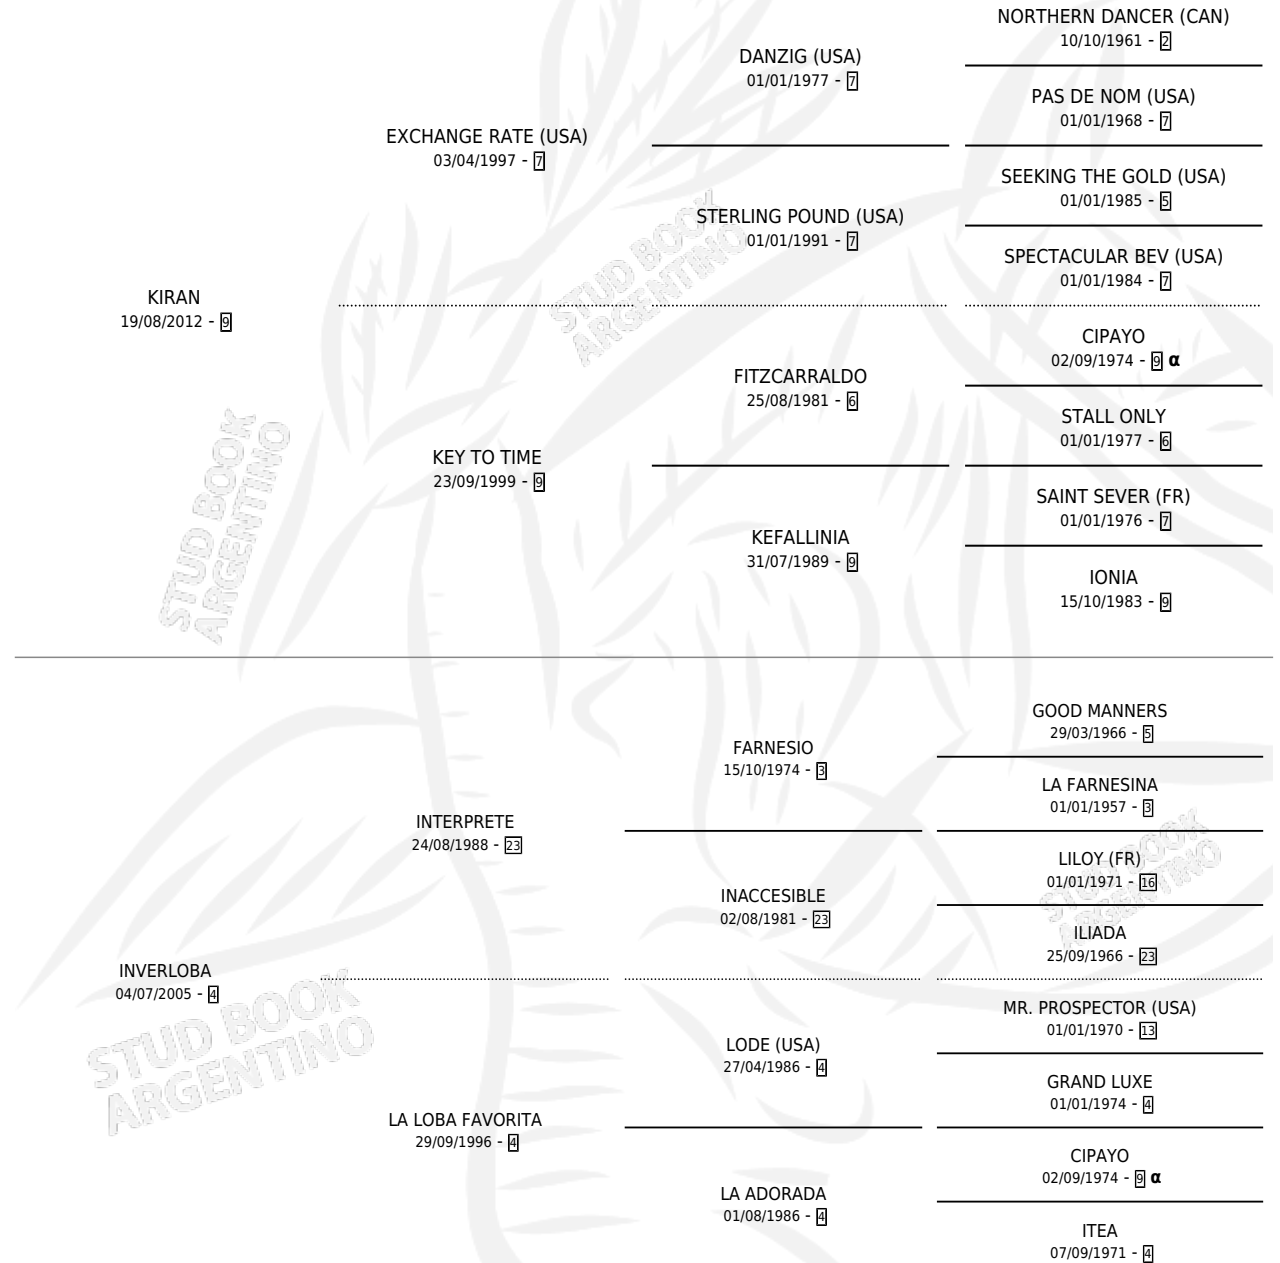 NORTHERN DANCER (CAN)
10/10/1961 - 2
DANZIG (USA)
01/01/1977 - 7
PAS DE NOM (USA)
01/01/1968 - 7
EXCHANGE RATE (USA)
03/04/1997 - 7
SEEKING THE GOLD (USA)
01/01/1985 - 5
STERLING POUND (USA)
01/01/1991 - 7
SPECTACULAR BEV (USA)
01/01/1984 - 7
KIRAN
19/08/2012 - 9
CIPAYO
02/09/1974 - 9 α
FITZCARRALDO
25/08/1981 - 6
STALL ONLY
01/01/1977 - 6
KEY TO TIME
23/09/1999 - 9
SAINT SEVER (FR)
01/01/1976 - 7
KEFALLINIA
31/07/1989 - 9
IONIA
15/10/1983 - 9
GOOD MANNERS
29/03/1966 - 5
FARNESIO
15/10/1974 - 3
LA FARNESINA
01/01/1957 - 3
INTERPRETE
24/08/1988 - 23
LILOY (FR)
01/01/1971 - 16
INACCESIBLE
02/08/1981 - 23
ILIADA
25/09/1966 - 23
INVERLOBA
04/07/2005 - 4
MR. PROSPECTOR (USA)
01/01/1970 - 13
LODE (USA)
27/04/1986 - 4
GRAND LUXE
01/01/1974 - 4
LA LOBA FAVORITA
29/09/1996 - 4
CIPAYO
02/09/1974 - 9 α
LA ADORADA
01/08/1986 - 4
ITEA
07/09/1971 - 4
STUD BOOK
ARGENTINO
STUD BOOK
ARGENTINO
STUD BOOK
ARGENTINO
STUD BOOK
ARGENTINO